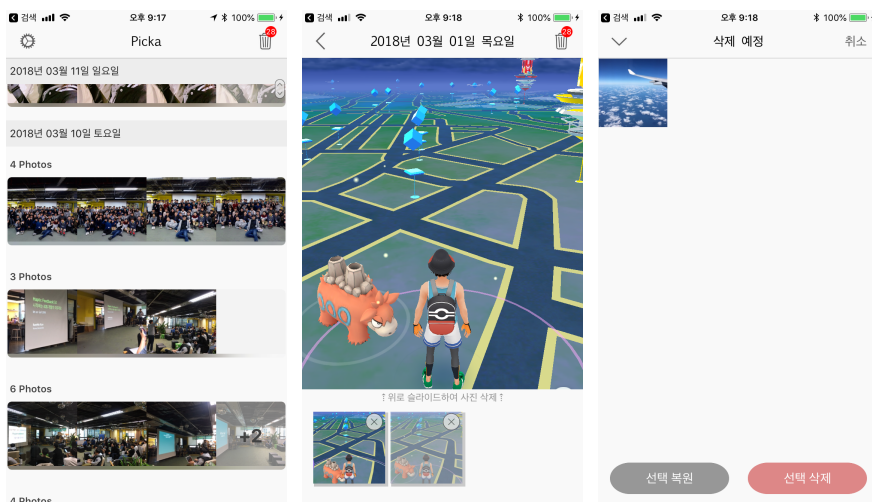 검색 오후 9:17 100%
Picka 28
2018년 03월 11일 일요일
2018년 03월 10일 토요일
4 Photos
3 Photos
6 Photos
+2
4 Photos
검색 오후 9:18 100%
2018년 03월 01일 목요일 28
⇡ 위로 슬라이드하여 사진 삭제 ⇡
검색 오후 9:18 100%
삭제 예정 취소
선택 복원 선택 삭제